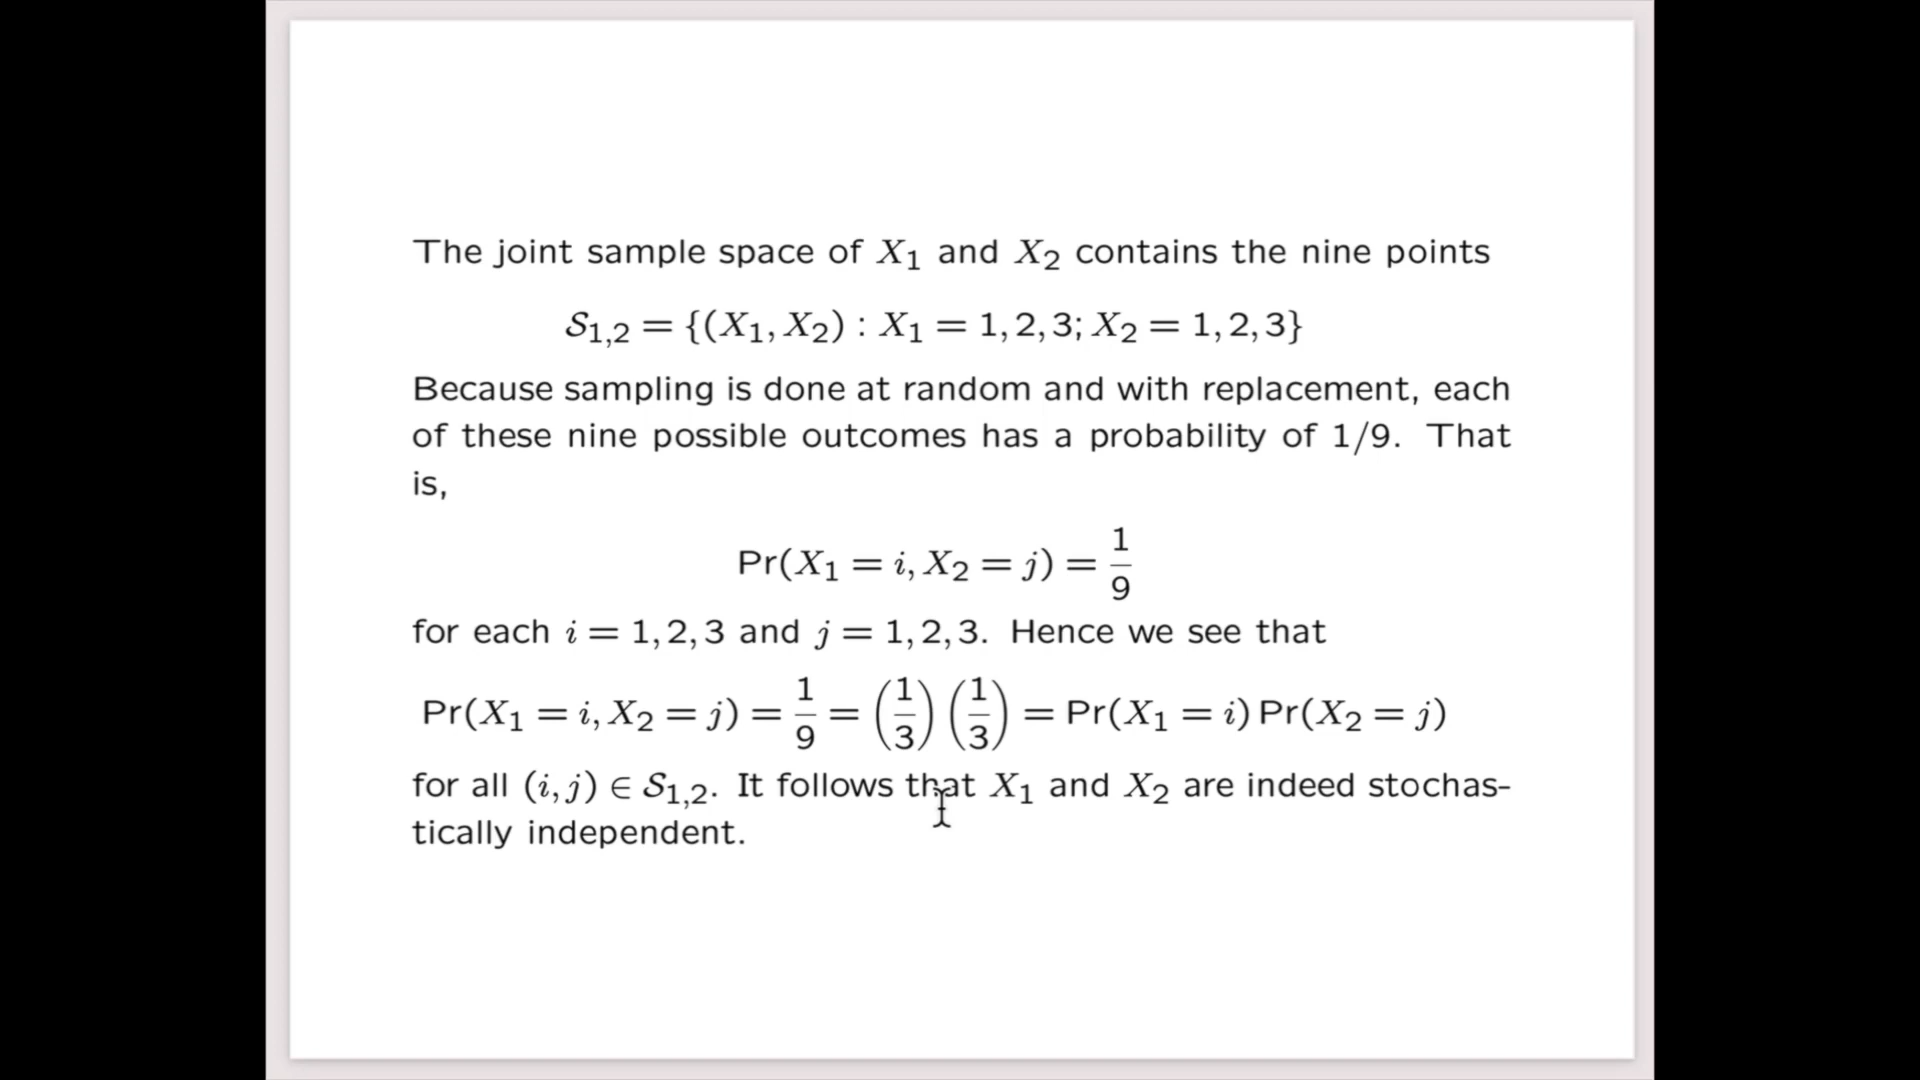 The joint sample space of X₁ and X₂ contains the nine points
𝒮₁,₂ = {(X₁, X₂) : X₁ = 1, 2, 3; X₂ = 1, 2, 3}
Because sampling is done at random and with replacement, each
of these nine possible outcomes has a probability of 1/9. That
is,
Pr(X₁ = i, X₂ = j) = 1/9
for each i = 1, 2, 3 and j = 1, 2, 3. Hence we see that
Pr(X₁ = i, X₂ = j) = 1/9 = (1/3) (1/3) = Pr(X₁ = i) Pr(X₂ = j)
for all (i, j) ∈ 𝒮₁,₂. It follows that X₁ and X₂ are indeed stochas-
tically independent.